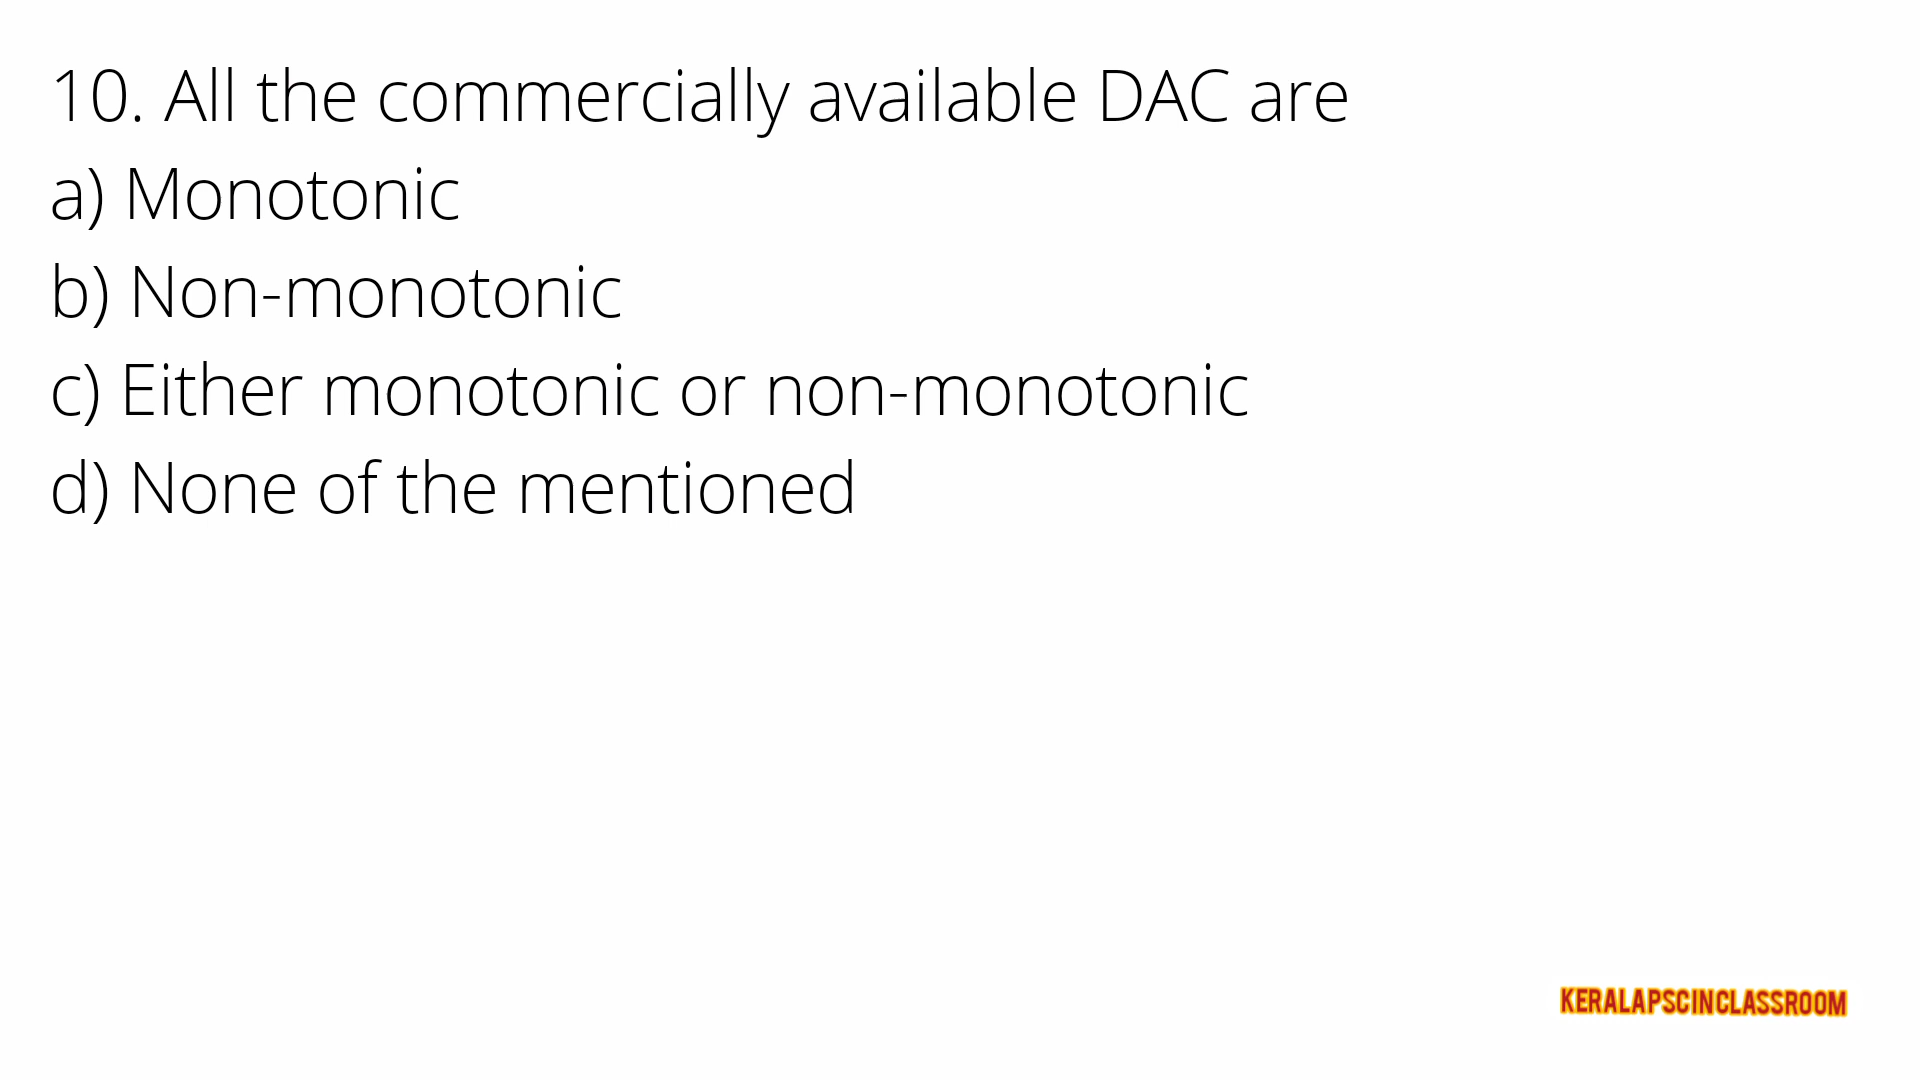 10. All the commercially available DAC are
a) Monotonic
b) Non-monotonic
c) Either monotonic or non-monotonic
d) None of the mentioned
KERALAPSCINCLASSROOM